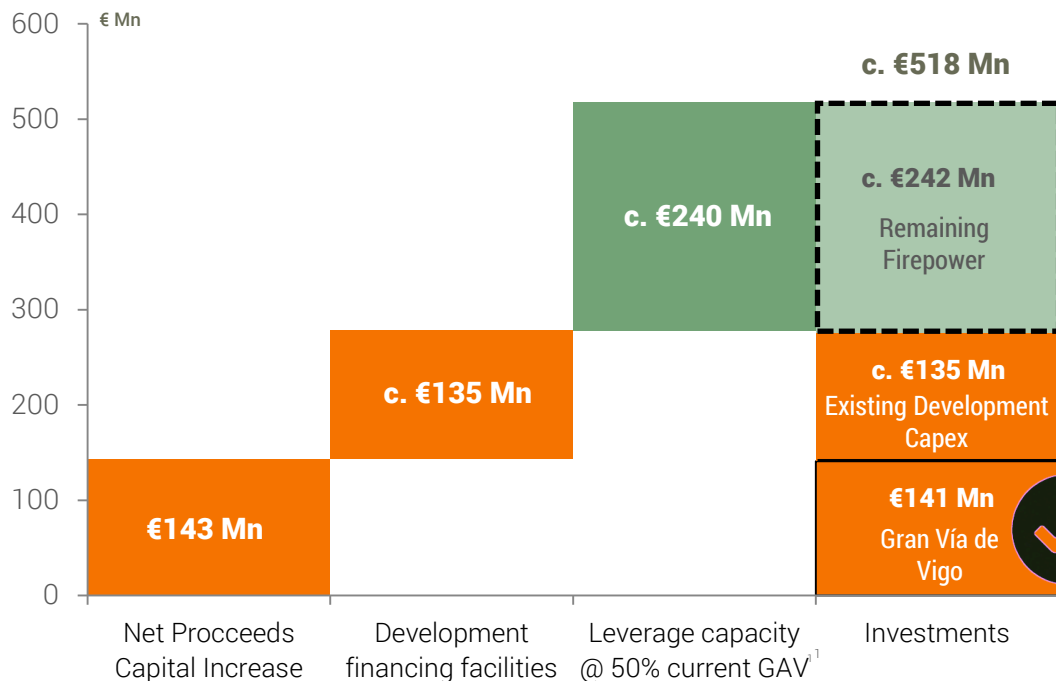 600
€ Mn
c. €518 Mn
500
c. €242 Mn
400
c. €240 Mn
Remaining
Firepower
300
c. €135 Mn
c. €135 Mn
200
Existing Development
Capex
100
€143 Mn
€141 Mn
Gran Vía de
Vigo
0
Net Procceeds
Capital Increase
Development
financing facilities
Leverage capacity
@ 50% current GAV
Investments